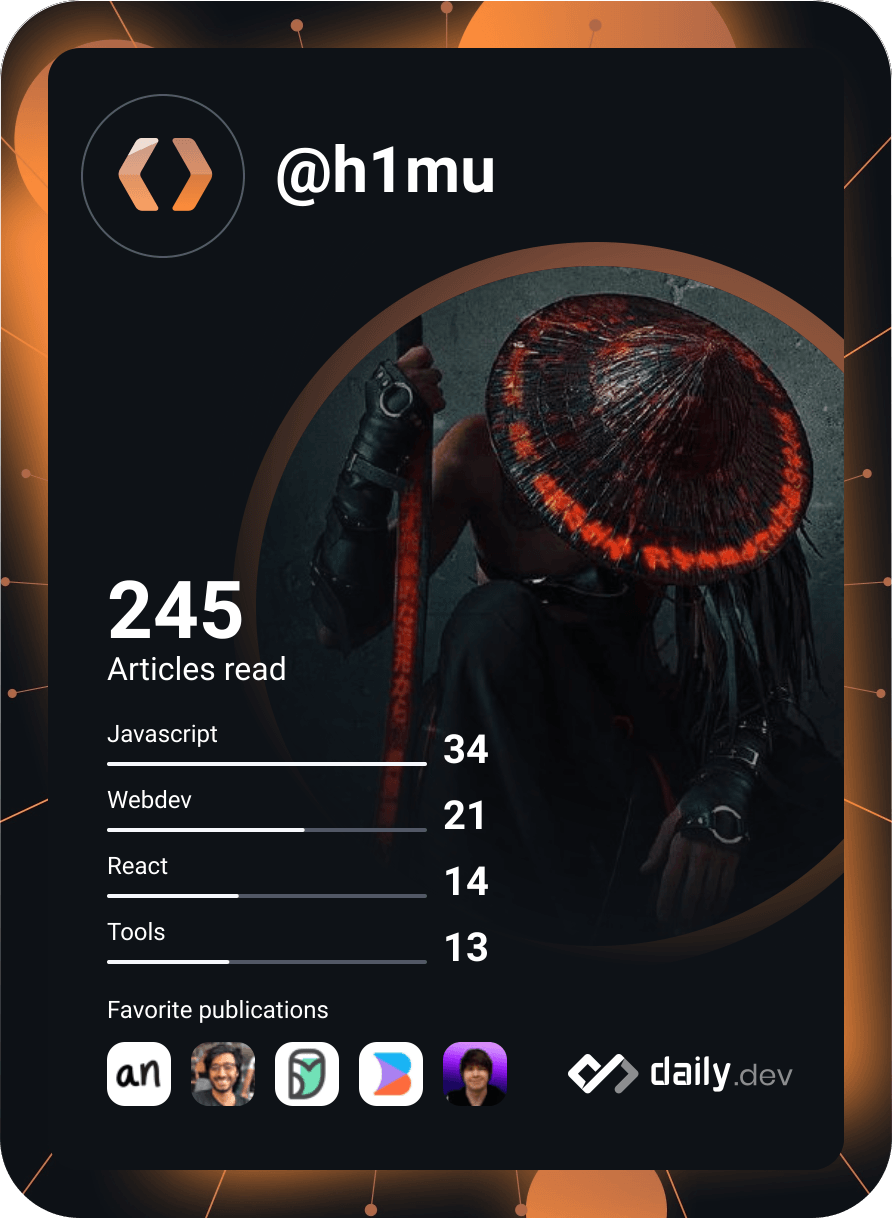 @h1mu
245
Articles read
Javascript
34
Webdev
21
React
14
Tools
13
Favorite publications
an
daily.dev